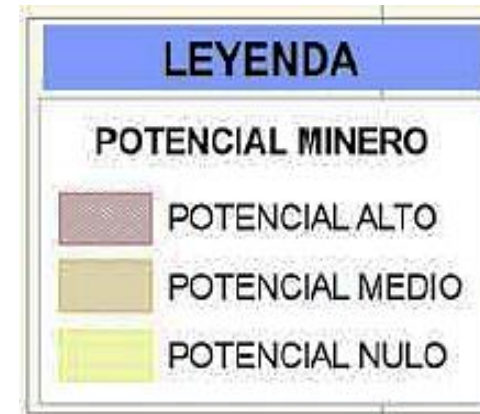 LEYENDA
POTENCIAL MINERO
POTENCIAL ALTO
POTENCIAL MEDIO
POTENCIAL NULO